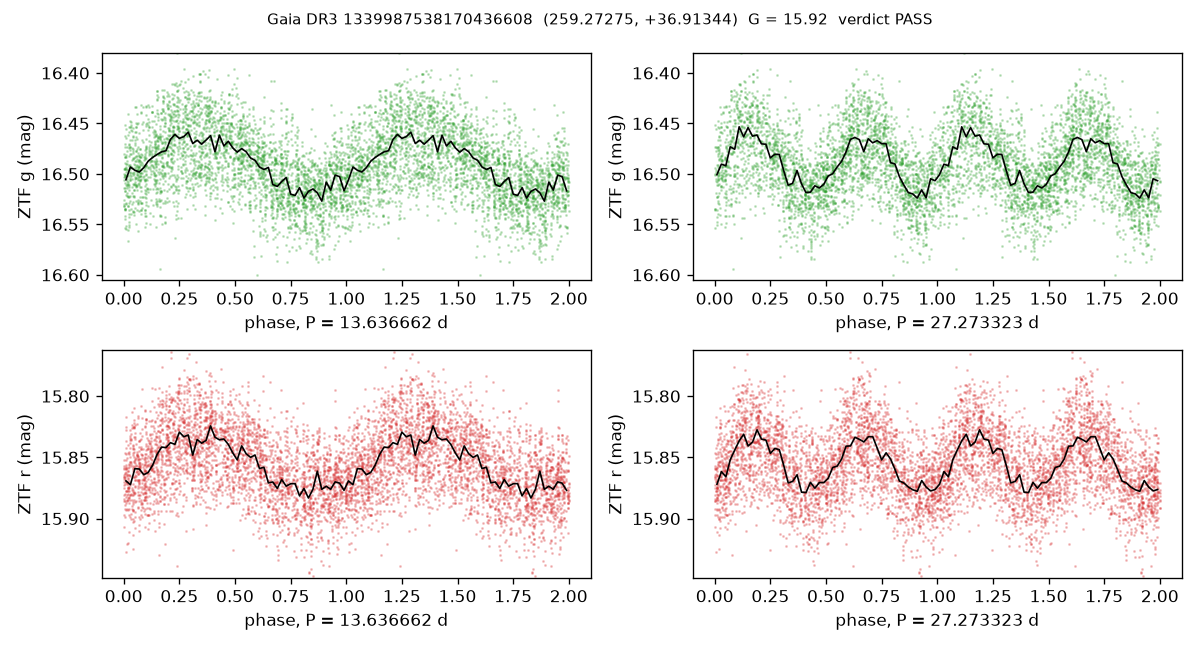 Gaia DR3 1339987538170436608  (259.27275, +36.91344)  G = 15.92  verdict PASS
ZTF g (mag)
16.40
16.45
16.50
16.55
16.60
0.00 0.25 0.50 0.75 1.00 1.25 1.50 1.75 2.00
phase, P = 13.636662 d
ZTF g (mag)
16.40
16.45
16.50
16.55
16.60
0.00 0.25 0.50 0.75 1.00 1.25 1.50 1.75 2.00
phase, P = 27.273323 d
ZTF r (mag)
15.80
15.85
15.90
0.00 0.25 0.50 0.75 1.00 1.25 1.50 1.75 2.00
phase, P = 13.636662 d
ZTF r (mag)
15.80
15.85
15.90
0.00 0.25 0.50 0.75 1.00 1.25 1.50 1.75 2.00
phase, P = 27.273323 d